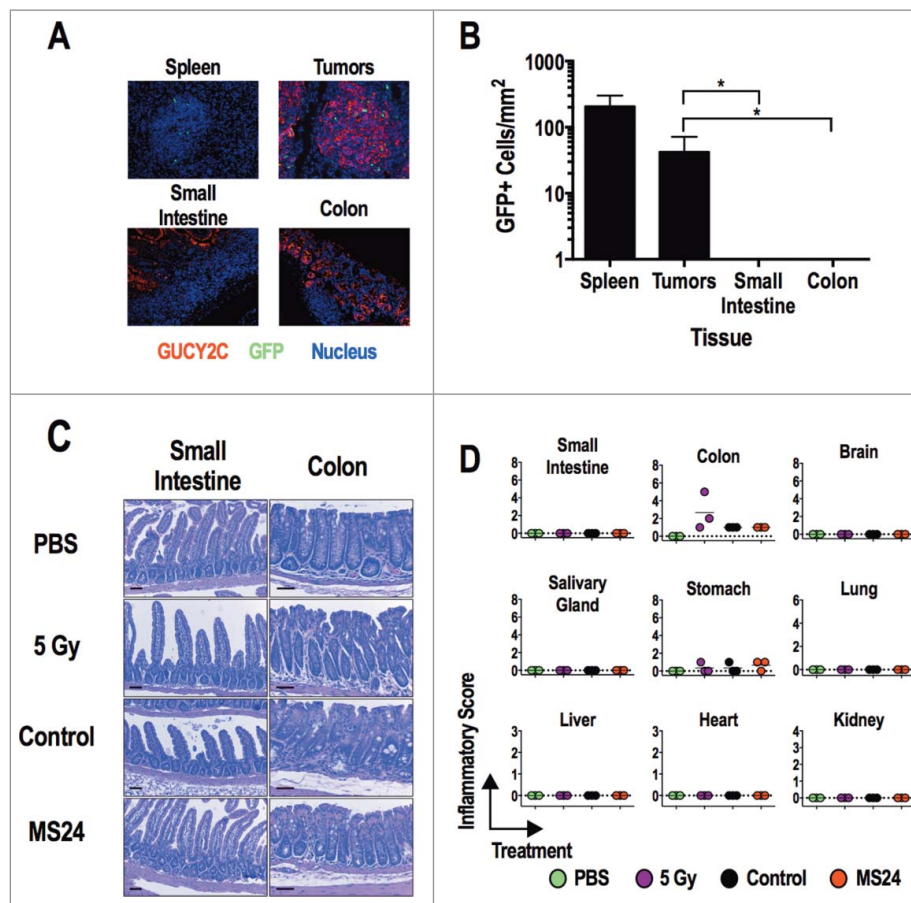 A
Spleen
Tumors
Small
Intestine
Colon
GUCY2C GFP Nucleus
B
GFP+ Cells/mm²
1000
100
10
1
*
*
Spleen Tumors Small Colon
Intestine
Tissue
C
Small
Intestine
Colon
PBS
5 Gy
Control
MS24
D
Small
Intestine
8
6
4
2
0
Colon
8
6
4
2
0
Brain
8
6
4
2
0
Salivary
Gland
8
6
4
2
0
Stomach
8
6
4
2
0
Lung
6
4
2
0
Liver
3
2
1
0
Heart
3
2
1
0
Kidney
4
3
2
1
0
Inflammatory Score
Treatment
PBS 5 Gy Control MS24